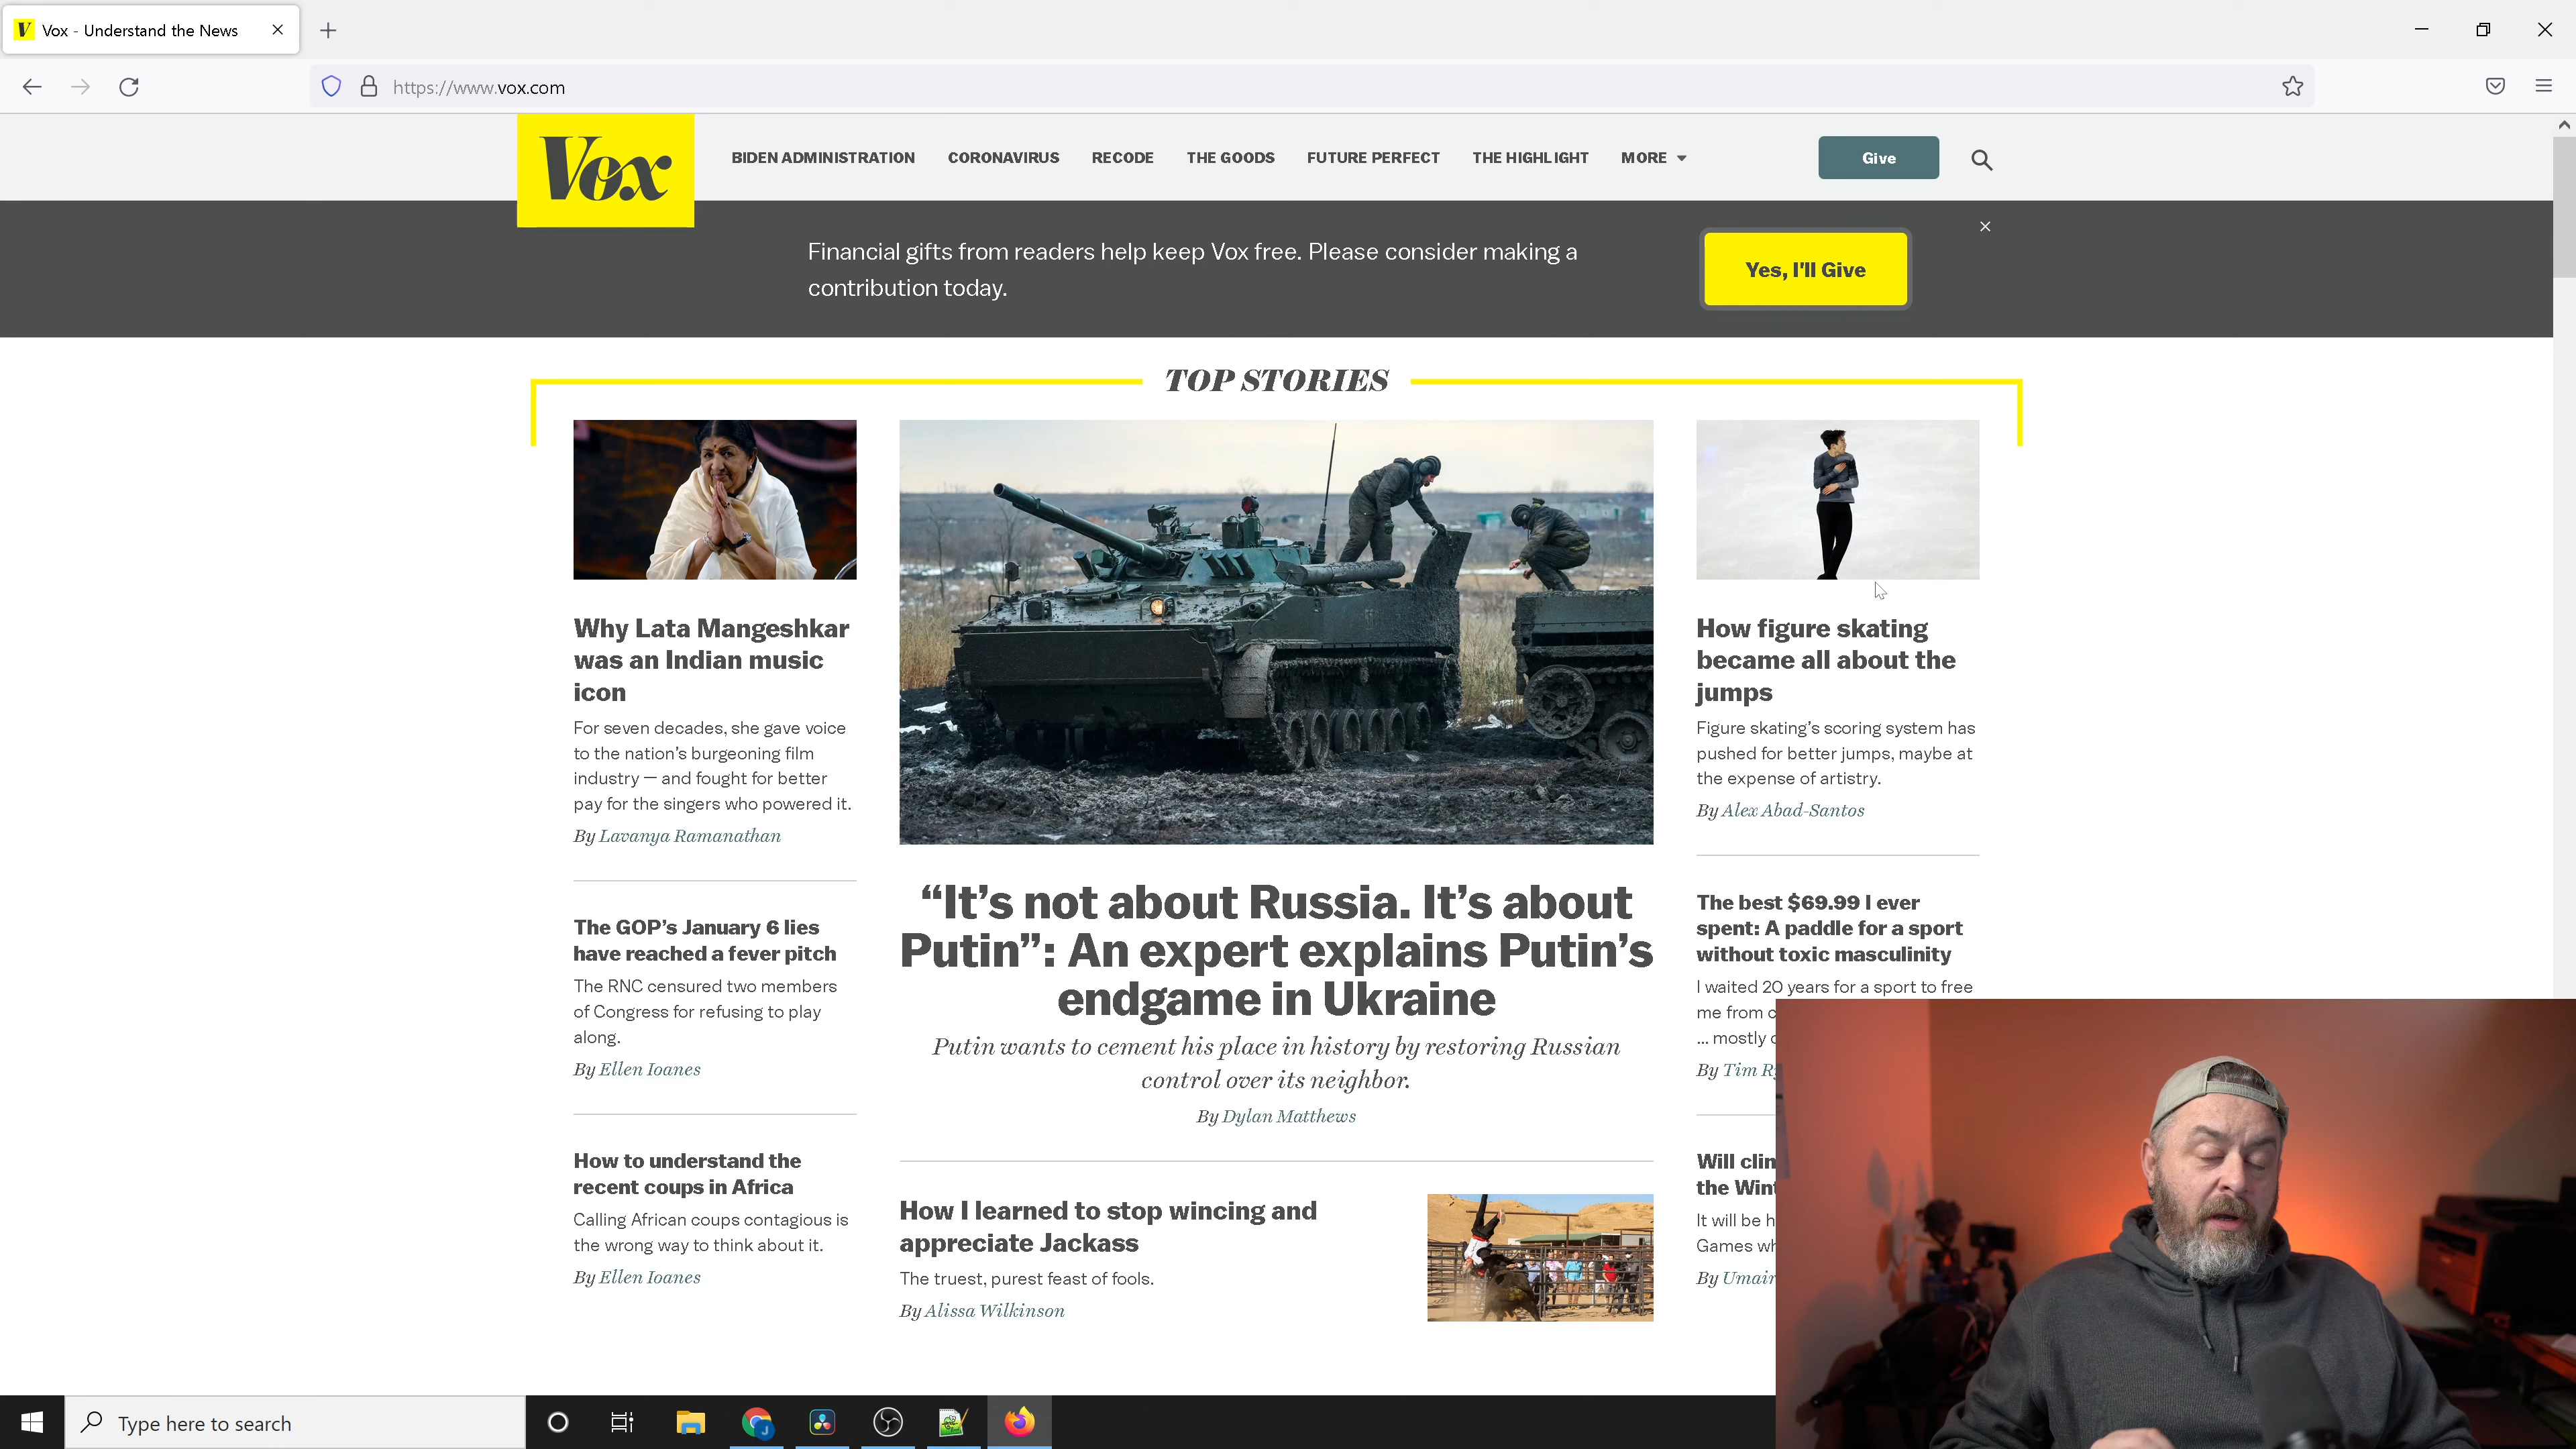 Vox - Understand the News
https://www.vox.com
Vox
BIDEN ADMINISTRATION
CORONAVIRUS
RECODE
THE GOODS
FUTURE PERFECT
THE HIGHLIGHT
MORE
Give
Financial gifts from readers help keep Vox free. Please consider making a
contribution today.
Yes, I'll Give
TOP STORIES
Why Lata Mangeshkar
was an Indian music
icon
For seven decades, she gave voice
to the nation's burgeoning film
industry — and fought for better
pay for the singers who powered it.
By Lavanya Ramanathan
The GOP's January 6 lies
have reached a fever pitch
The RNC censured two members
of Congress for refusing to play
along.
By Ellen Ioanes
How to understand the
recent coups in Africa
Calling African coups contagious is
the wrong way to think about it.
By Ellen Ioanes
“It’s not about Russia. It’s about
Putin”: An expert explains Putin’s
endgame in Ukraine
Putin wants to cement his place in history by restoring Russian
control over its neighbor.
By Dylan Matthews
How I learned to stop wincing and
appreciate Jackass
The truest, purest feast of fools.
By Alissa Wilkinson
How figure skating
became all about the
jumps
Figure skating’s scoring system has
pushed for better jumps, maybe at
the expense of artistry.
By Alex Abad-Santos
The best $69.99 I ever
spent: A paddle for a sport
without toxic masculinity
I waited 20 years for a sport to free
me from
... mostly
By Tim
Will
the
It will be
Games
By Umair
Type here to search